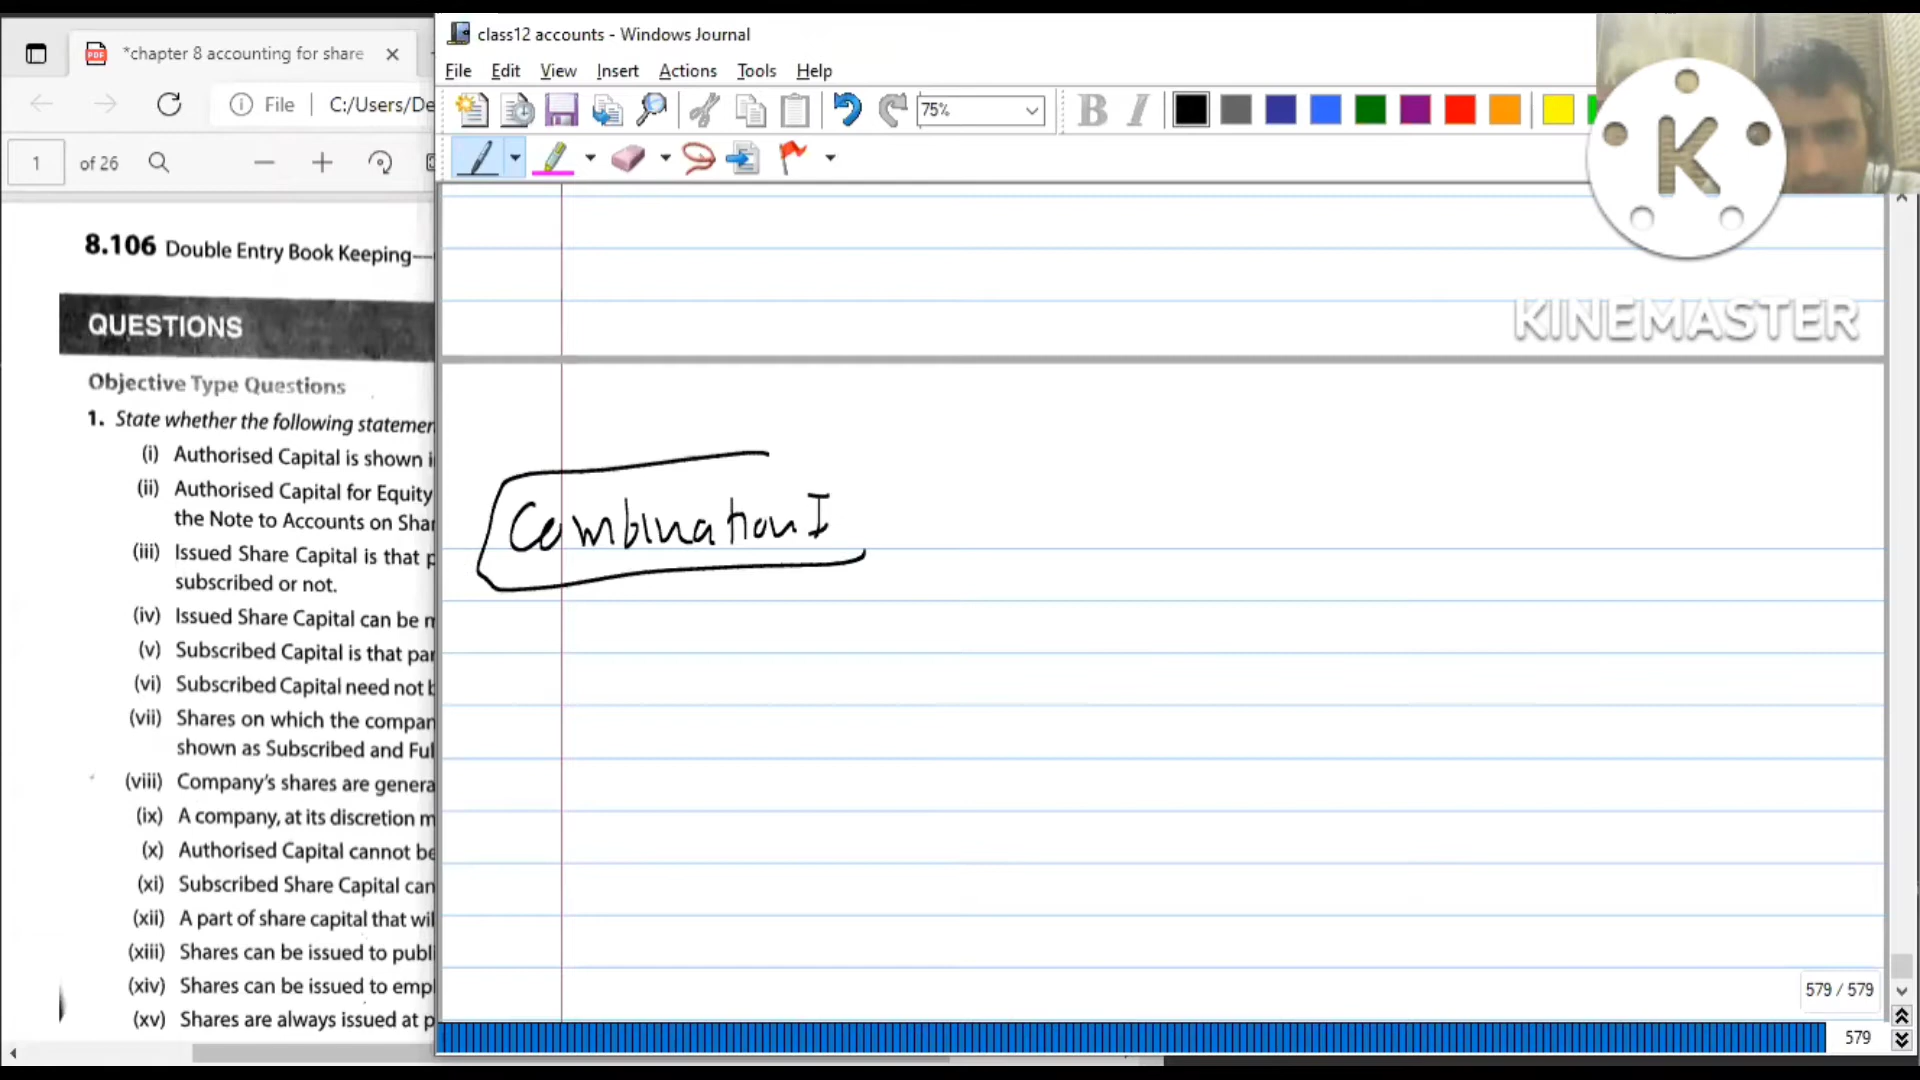 *chapter 8 accounting for share
File
C:/Users/De
1 of 26
8.106 Double Entry Book Keeping—
QUESTIONS
Objective Type Questions
1. State whether the following statemen
(i) Authorised Capital is shown i
(ii) Authorised Capital for Equity
the Note to Accounts on Shar
(iii) Issued Share Capital is that p
subscribed or not.
(iv) Issued Share Capital can be m
(v) Subscribed Capital is that par
(vi) Subscribed Capital need not b
(vii) Shares on which the compan
shown as Subscribed and Ful
(viii) Company's shares are genera
(ix) A company, at its discretion m
(x) Authorised Capital cannot be
(xi) Subscribed Share Capital can
(xii) A part of share capital that wil
(xiii) Shares can be issued to publi
(xiv) Shares can be issued to empl
(xv) Shares are always issued at p
class12 accounts - Windows Journal
File Edit View Insert Actions Tools Help
75%
B I
K
KINEMASTER
Combination I
579 / 579
579